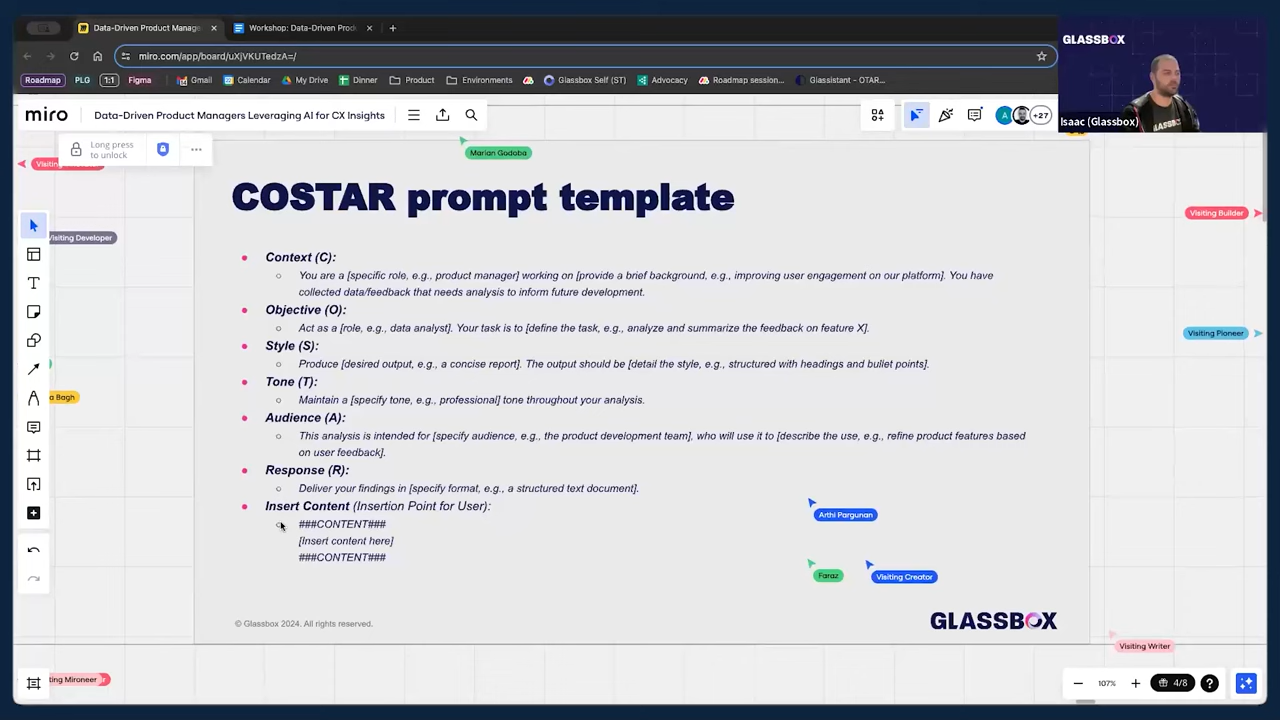 Data-Driven Product Manage
Workshop: Data-Driven Prod
miro.com/app/board/uXjVKUTedzA=/
Roadmap
PLG
1:1
Figma
Gmail
Calendar
My Drive
Dinner
Product
Environments
Glassbox Self (ST)
Advocacy
Roadmap session...
Glassistant - OTAR...
GLASSBOX
GLASSBOX
Isaac (Glassbox)
miro
Data-Driven Product Managers Leveraging AI for CX Insights
+27
Long press
to unlock
Marian Godoba
Visiting Developer
Visiting Builder
Visiting Pioneer
a Bagh
COSTAR prompt template
Context (C):
You are a [specific role, e.g., product manager] working on [provide a brief background, e.g., improving user engagement on our platform]. You have
collected data/feedback that needs analysis to inform future development.
Objective (O):
Act as a [role, e.g., data analyst]. Your task is to [define the task, e.g., analyze and summarize the feedback on feature X].
Style (S):
Produce [desired output, e.g., a concise report]. The output should be [detail the style, e.g., structured with headings and bullet points].
Tone (T):
Maintain a [specify tone, e.g., professional] tone throughout your analysis.
Audience (A):
This analysis is intended for [specify audience, e.g., the product development team], who will use it to [describe the use, e.g., refine product features based
on user feedback].
Response (R):
Deliver your findings in [specify format, e.g., a structured text document].
Insert Content (Insertion Point for User):
###CONTENT###
[Insert content here]
###CONTENT###
Arthi Pargunan
Faraz
Visiting Creator
© Glassbox 2024. All rights reserved.
GLASSBOX
Visiting Writer
ting Mironeer
107%
4/8